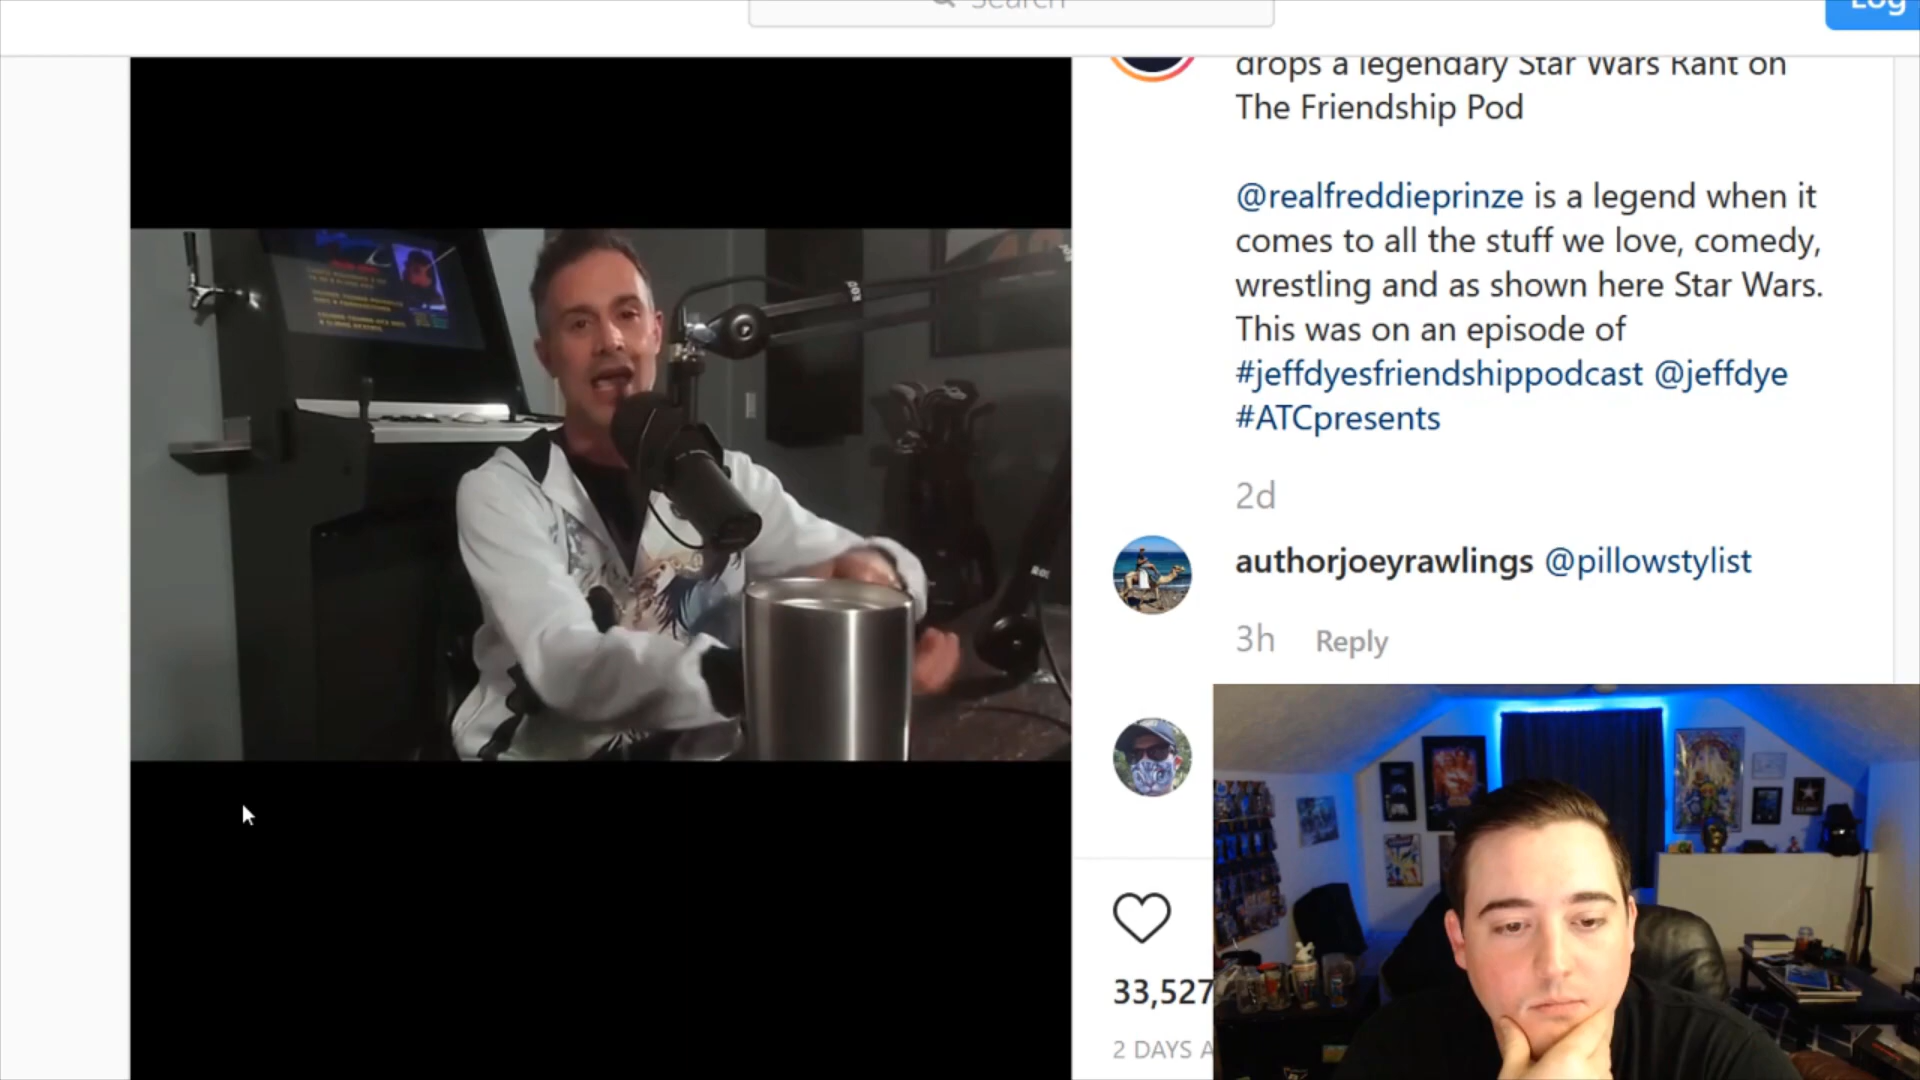 Search
Log
drops a legendary Star Wars Rant on
The Friendship Pod
@realfreddieprinze is a legend when it
comes to all the stuff we love, comedy,
wrestling and as shown here Star Wars.
This was on an episode of
#jeffdyesfriendshippodcast @jeffdye
#ATCpresents
2d
authorjoeyrawlings @pillowstylist
3h Reply
33,527
2 DAYS A